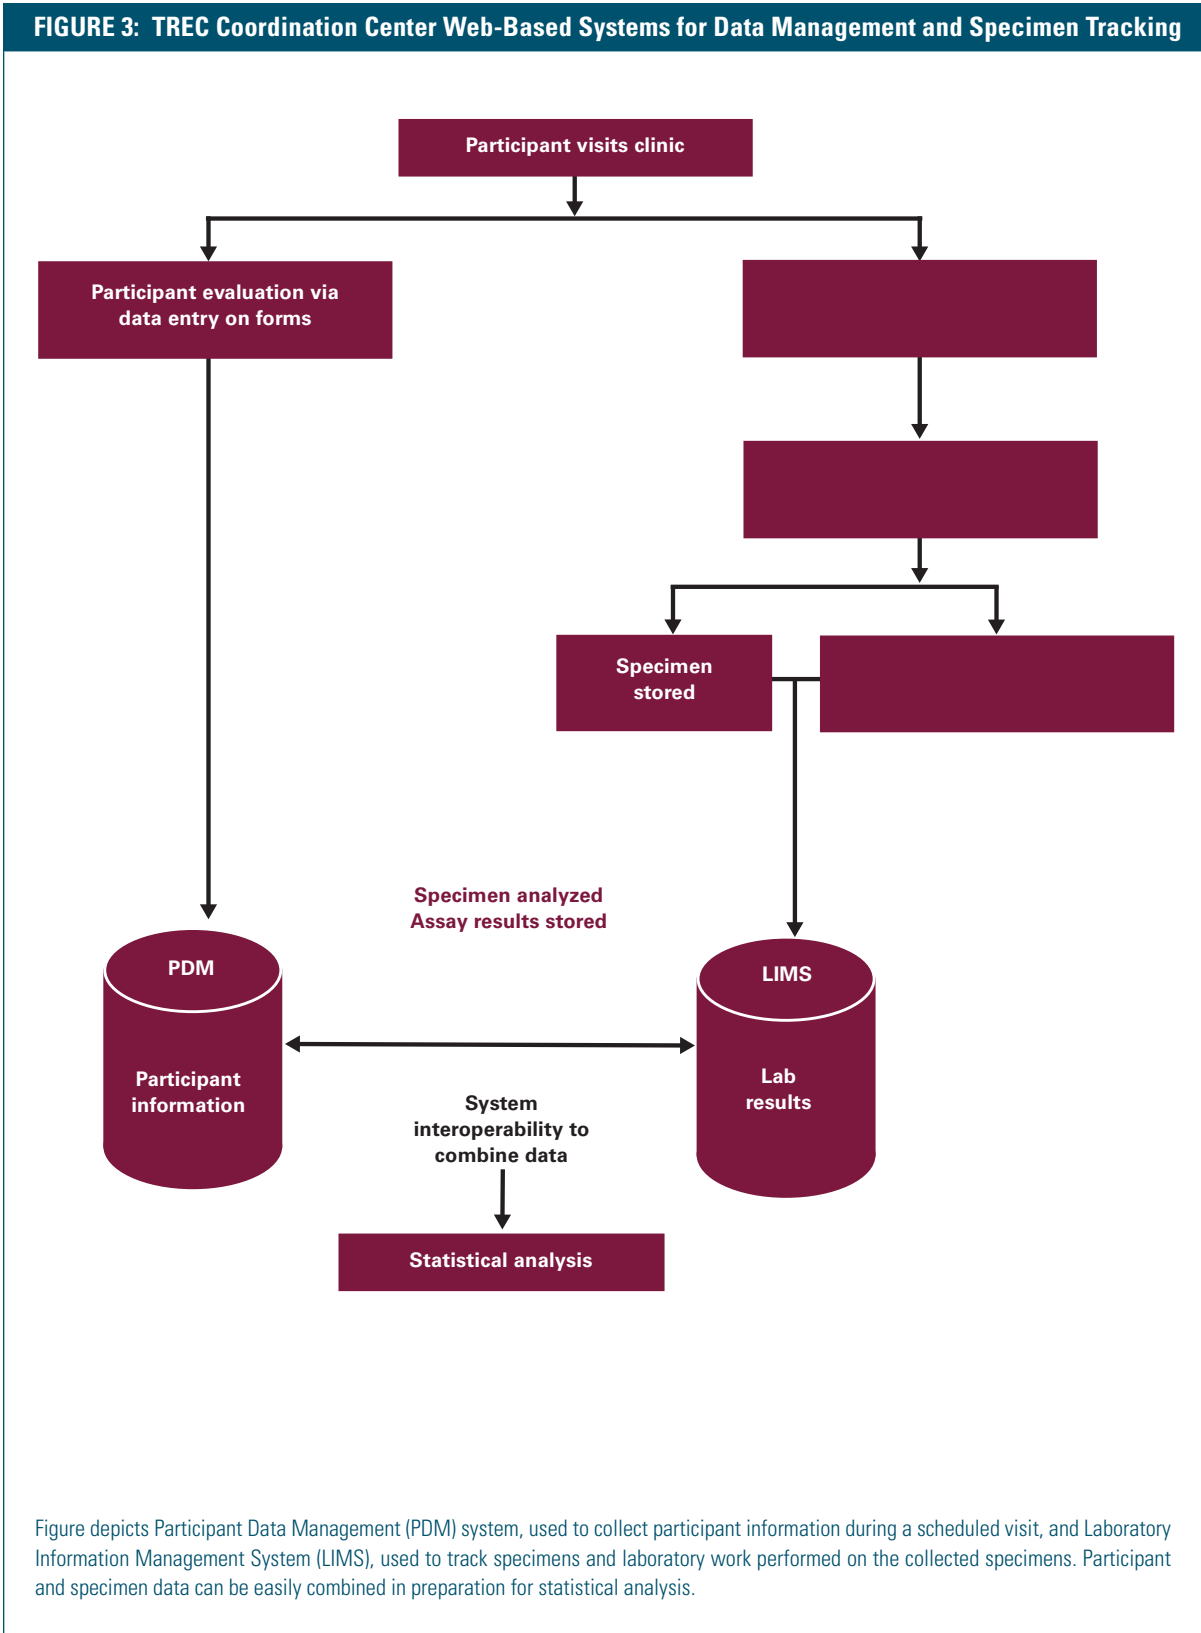 FIGURE 3: TREC Coordination Center Web-Based Systems for Data Management and Specimen Tracking
Participant visits clinic
Participant evaluation via
data entry on forms
Specimen
stored
Specimen analyzed
Assay results stored
PDM
Participant
information
LIMS
Lab
results
System
interoperability to
combine data
Statistical analysis
Figure depicts Participant Data Management (PDM) system, used to collect participant information during a scheduled visit, and Laboratory
Information Management System (LIMS), used to track specimens and laboratory work performed on the collected specimens. Participant
and specimen data can be easily combined in preparation for statistical analysis.